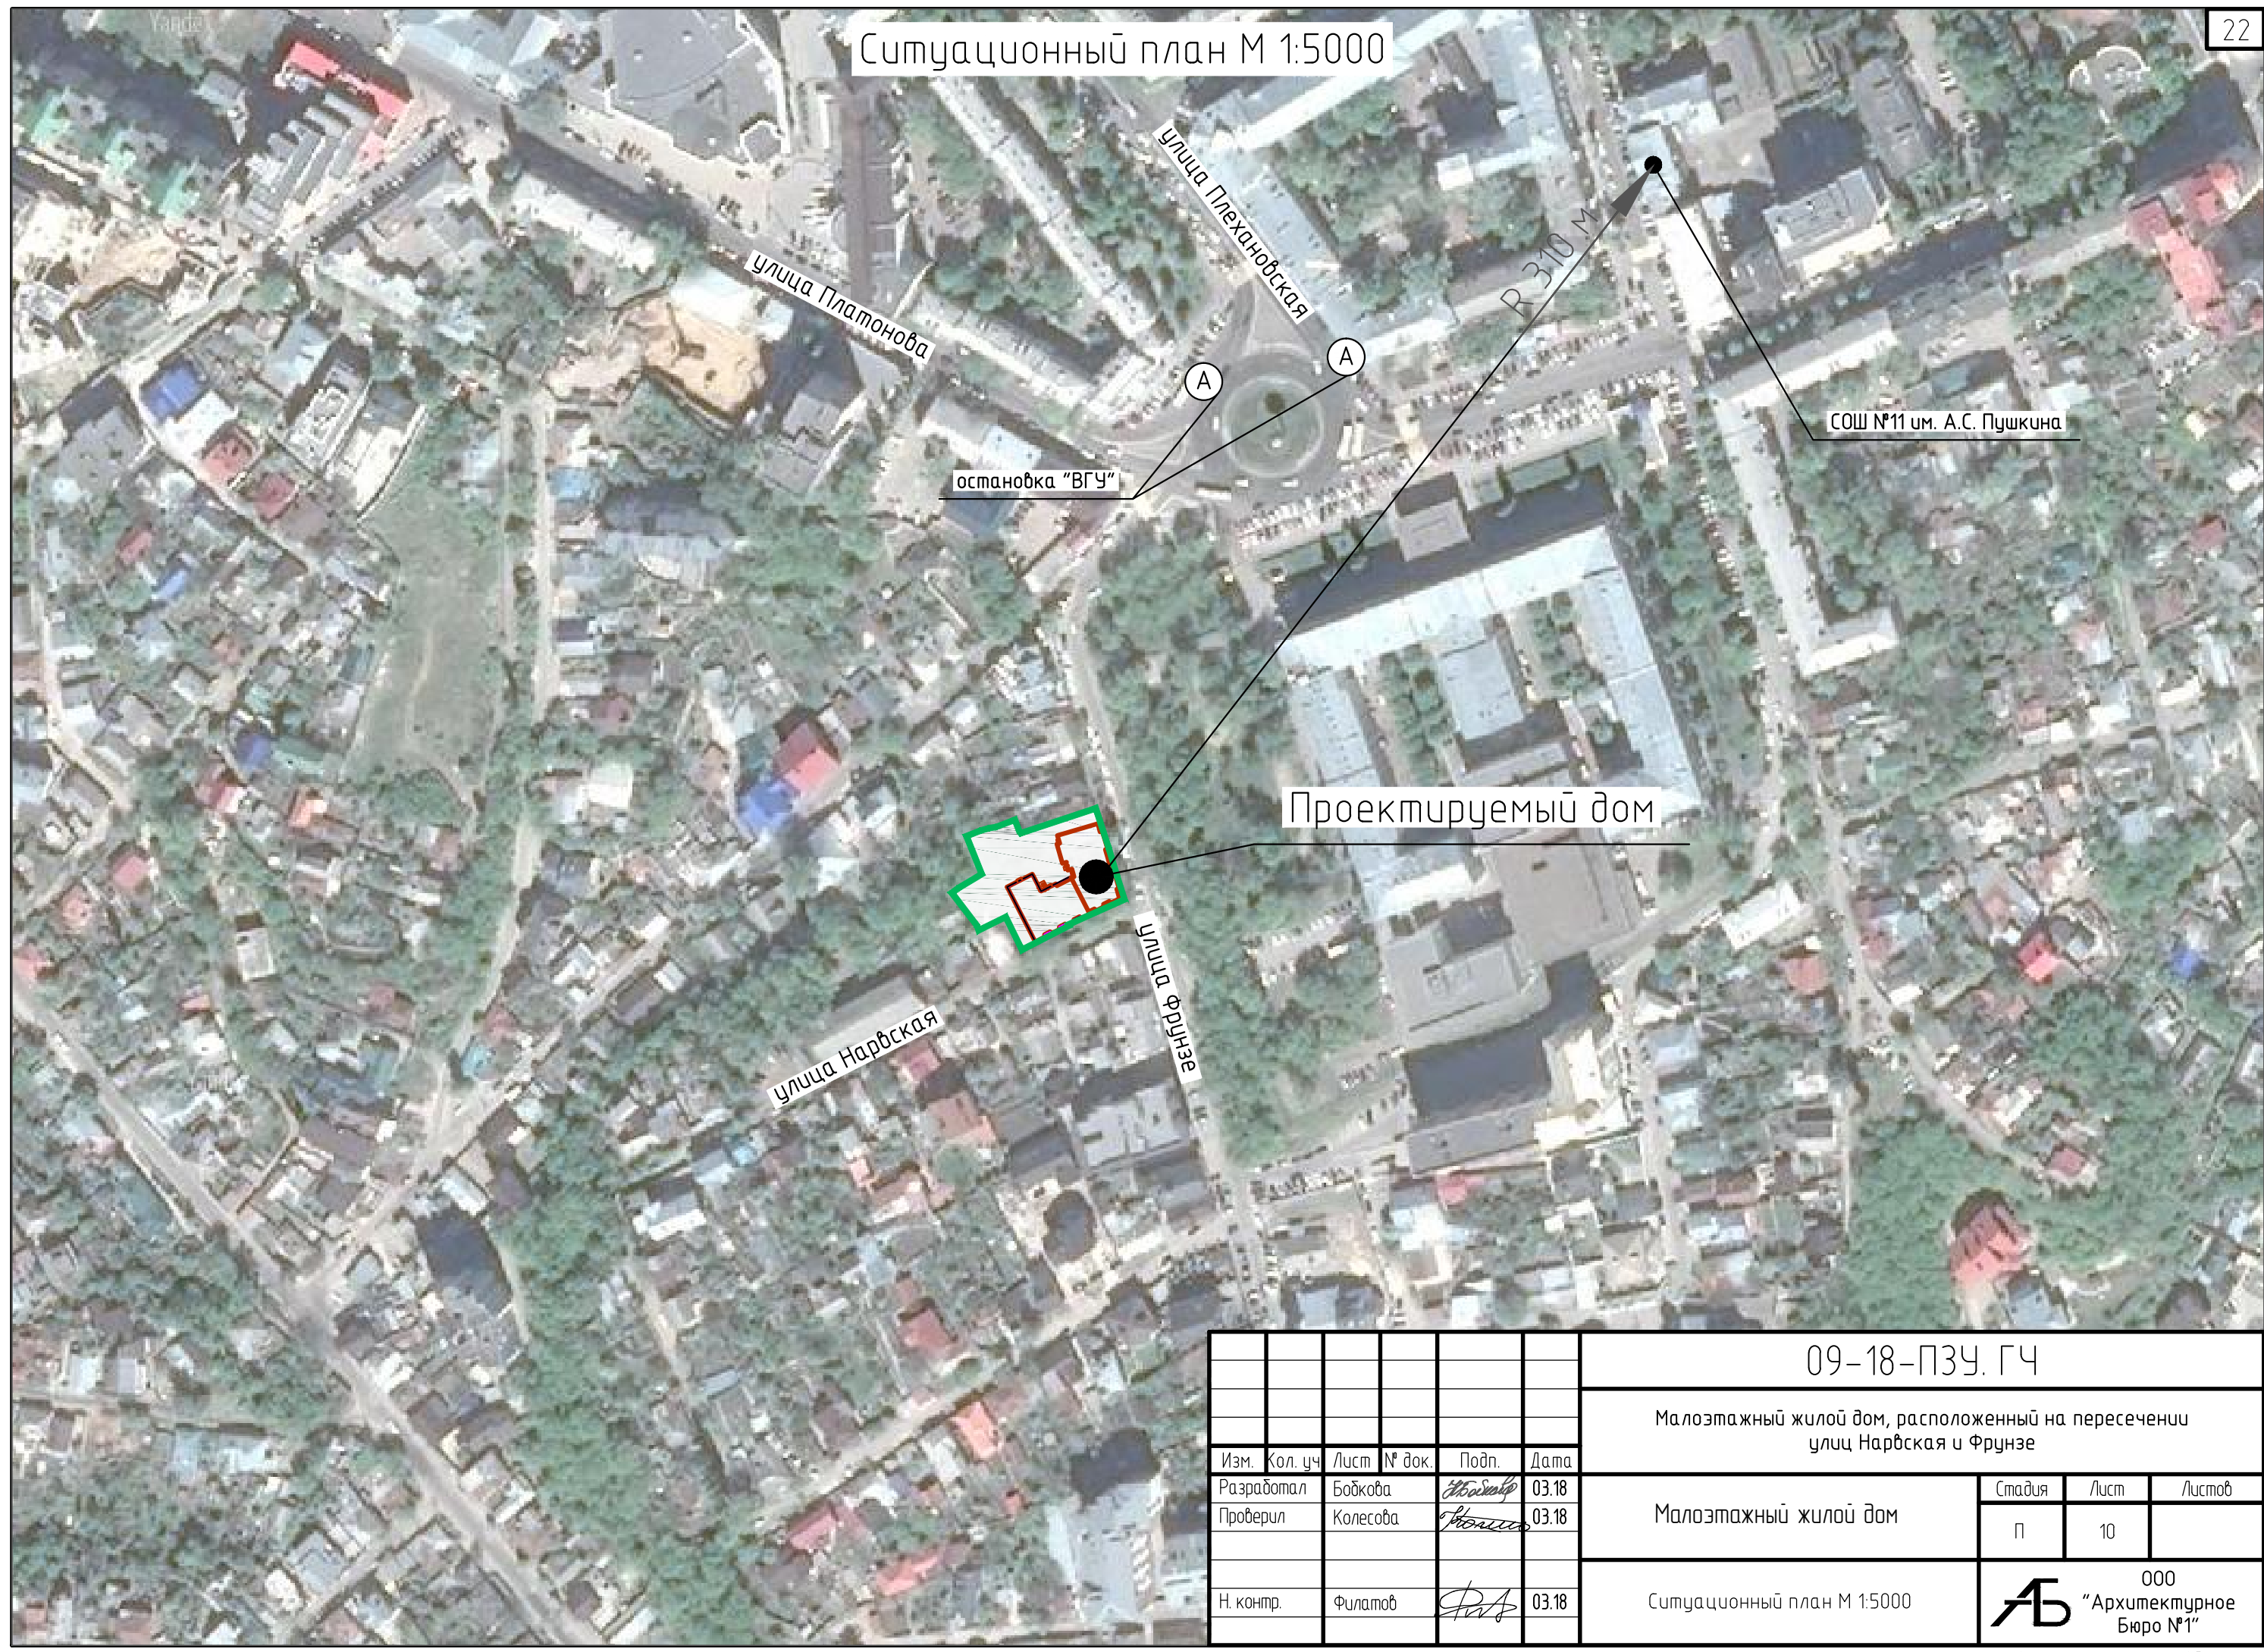 22
Ситуационный план М 1:5000
Yandex
улица Плехановская
R 310 м
улица Платонова
А
А
СОШ №11 им. А.С. Пушкина
остановка "ВГУ"
Проектируемый дом
улица Фрунзе
улица Нарвская
09-18-ПЗУ. ГЧ
Малоэтажный жилой дом, расположенный на пересечении
улиц Нарвская и Фрунзе
Изм. Кол. уч Лист № док. Подп. Дата
Разработал Бобкова 03.18
Проверил Колесова 03.18
Н. контр. Филатов 03.18
Малоэтажный жилой дом
Стадия Лист Листов
П 10
Ситуационный план М 1:5000
АБ
ООО
"Архитектурное
Бюро №1"